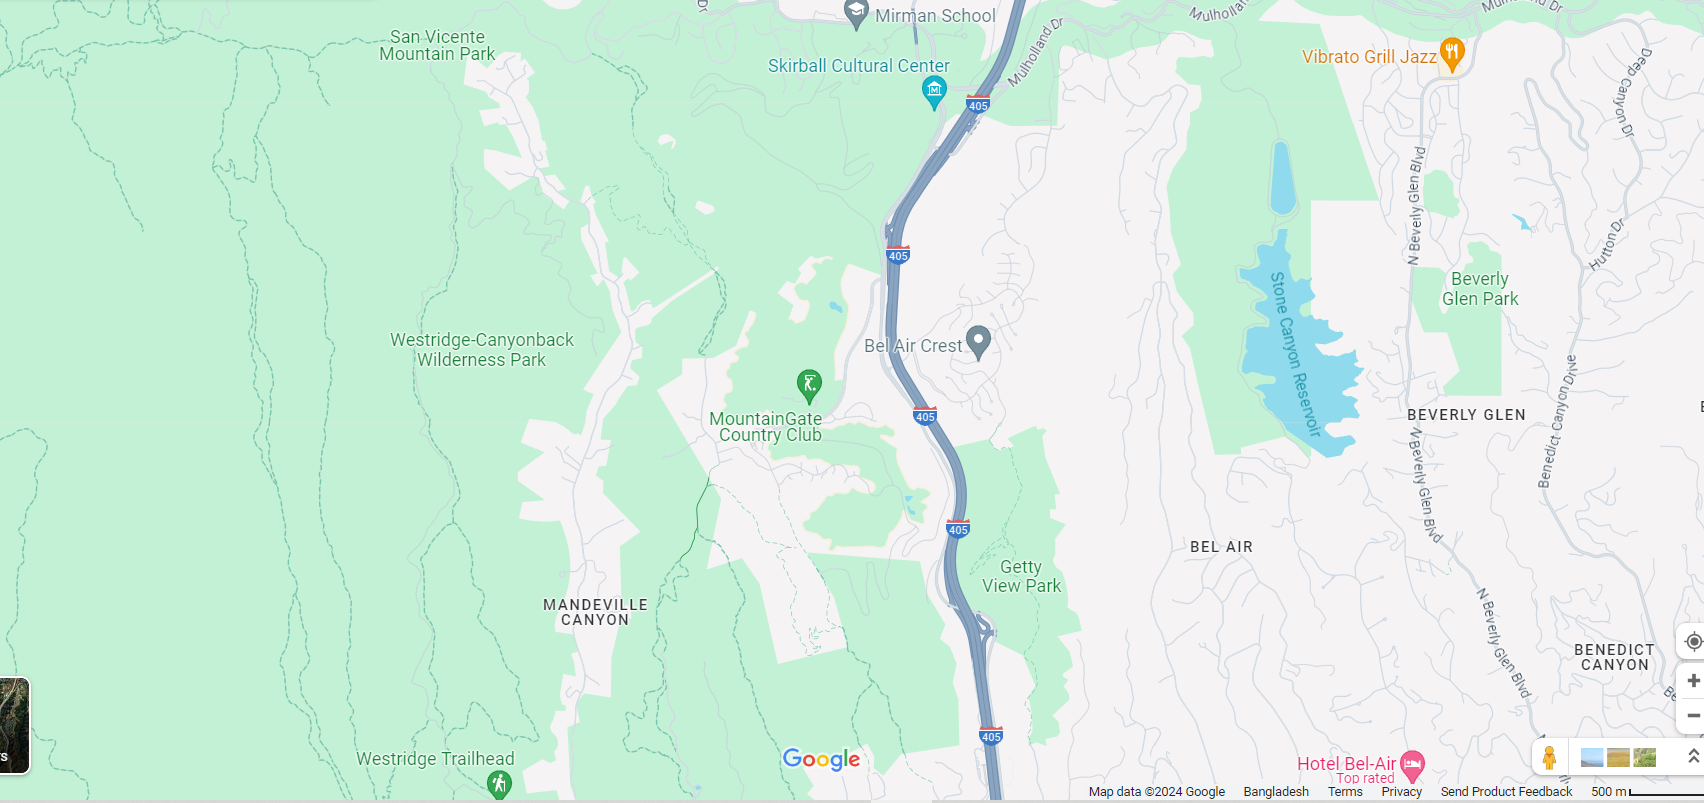 Mirman School
Mulholland Dr
Mulholland Dr
San Vicente
Mountain Park
Skirball Cultural Center
Mulholland Dr
Vibrato Grill Jazz
Deep Canyon Dr
405
N Beverly Glen Blvd
Hutton Dr
405
Stone Canyon Reservoir
Beverly
Glen Park
Westridge-Canyonback
Wilderness Park
Bel Air Crest
Benedict Canyon Drive
MountainGate
Country Club
405
BEVERLY GLEN
N Beverly Glen Blvd
405
BEL AIR
Getty
View Park
MANDEVILLE
CANYON
N Beverly Glen Blvd
BENEDICT
CANYON
405
Westridge Trailhead
Google
Hotel Bel-Air
Top rated
Map data ©2024 Google
Bangladesh
Terms
Privacy
Send Product Feedback
500 m